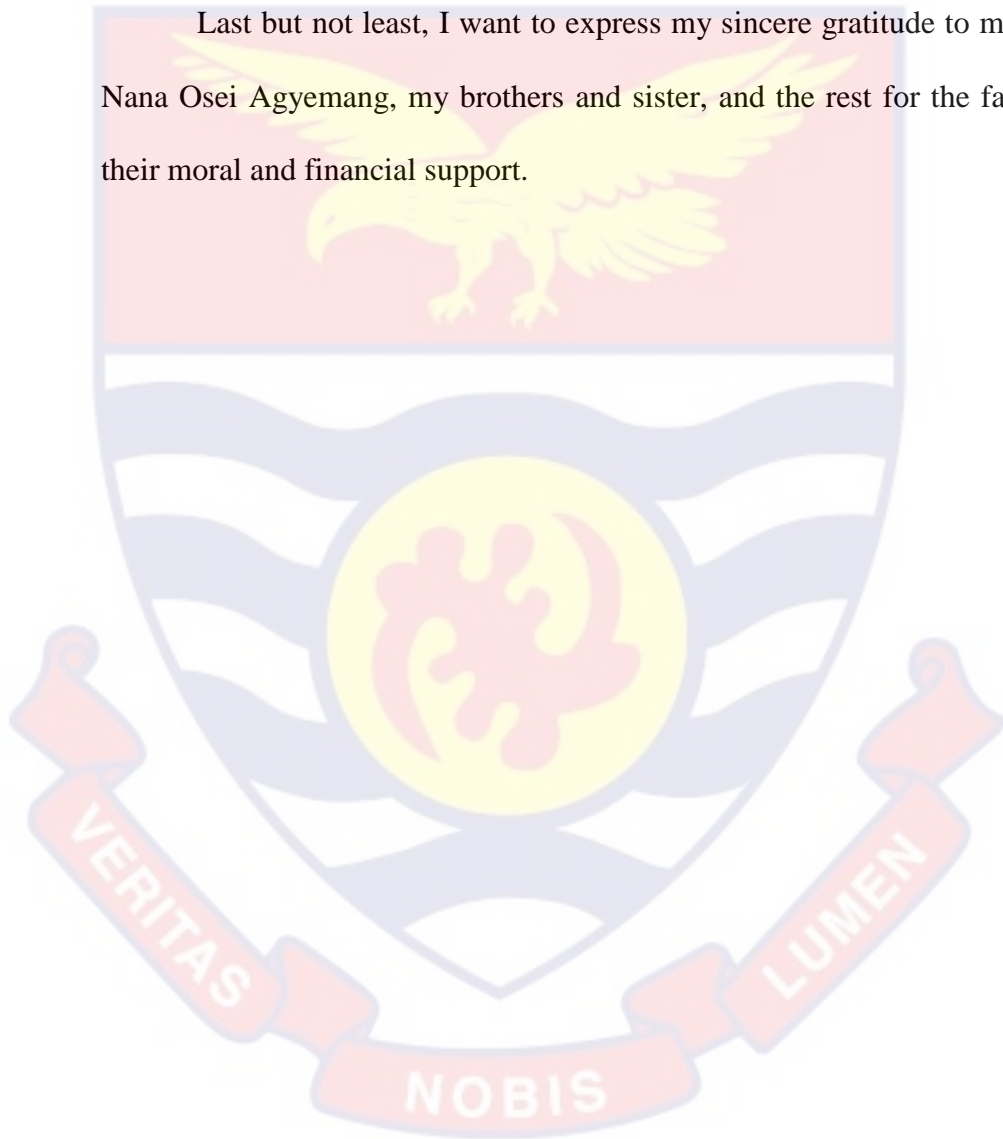 Last but not least, I want to express my sincere gratitude to m
Nana Osei Agyemang, my brothers and sister, and the rest for the fa
their moral and financial support.
VERITAS
NOBIS
LUMEN